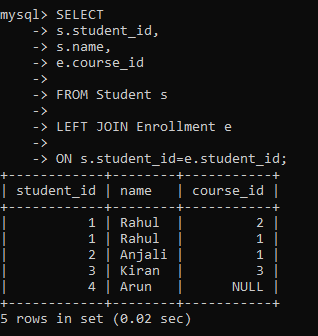 mysql> SELECT
    -> s.student_id,
    -> s.name,
    -> e.course_id
    ->
    -> FROM Student s
    ->
    -> LEFT JOIN Enrollment e
    ->
    -> ON s.student_id=e.student_id;
+------------+--------+-----------+
| student_id | name   | course_id |
+------------+--------+-----------+
|          1 | Rahul  |         2 |
|          1 | Rahul  |         1 |
|          2 | Anjali |         1 |
|          3 | Kiran  |         3 |
|          4 | Arun   |      NULL |
+------------+--------+-----------+
5 rows in set (0.02 sec)